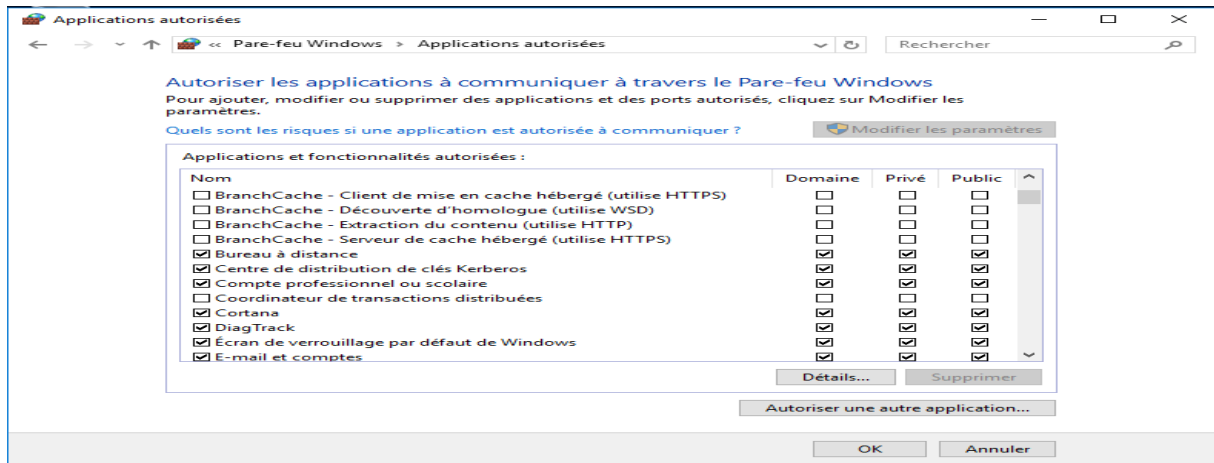 Applications autorisées
« Pare-feu Windows > Applications autorisées
Rechercher
Autoriser les applications à communiquer à travers le Pare-feu Windows
Pour ajouter, modifier ou supprimer des applications et des ports autorisés, cliquez sur Modifier les
paramètres.
Quels sont les risques si une application est autorisée à communiquer ?
Modifier les paramètres
Applications et fonctionnalités autorisées :
Nom Domaine Privé Public
BranchCache - Client de mise en cache hébergé (utilise HTTPS)
BranchCache - Découverte d'homologue (utilise WSD)
BranchCache - Extraction du contenu (utilise HTTP)
BranchCache - Serveur de cache hébergé (utilise HTTPS)
Bureau à distance
Centre de distribution de clés Kerberos
Compte professionnel ou scolaire
Coordinateur de transactions distribuées
Cortana
DiagTrack
Écran de verrouillage par défaut de Windows
E-mail et comptes
Détails...
Supprimer
Autoriser une autre application...
OK
Annuler